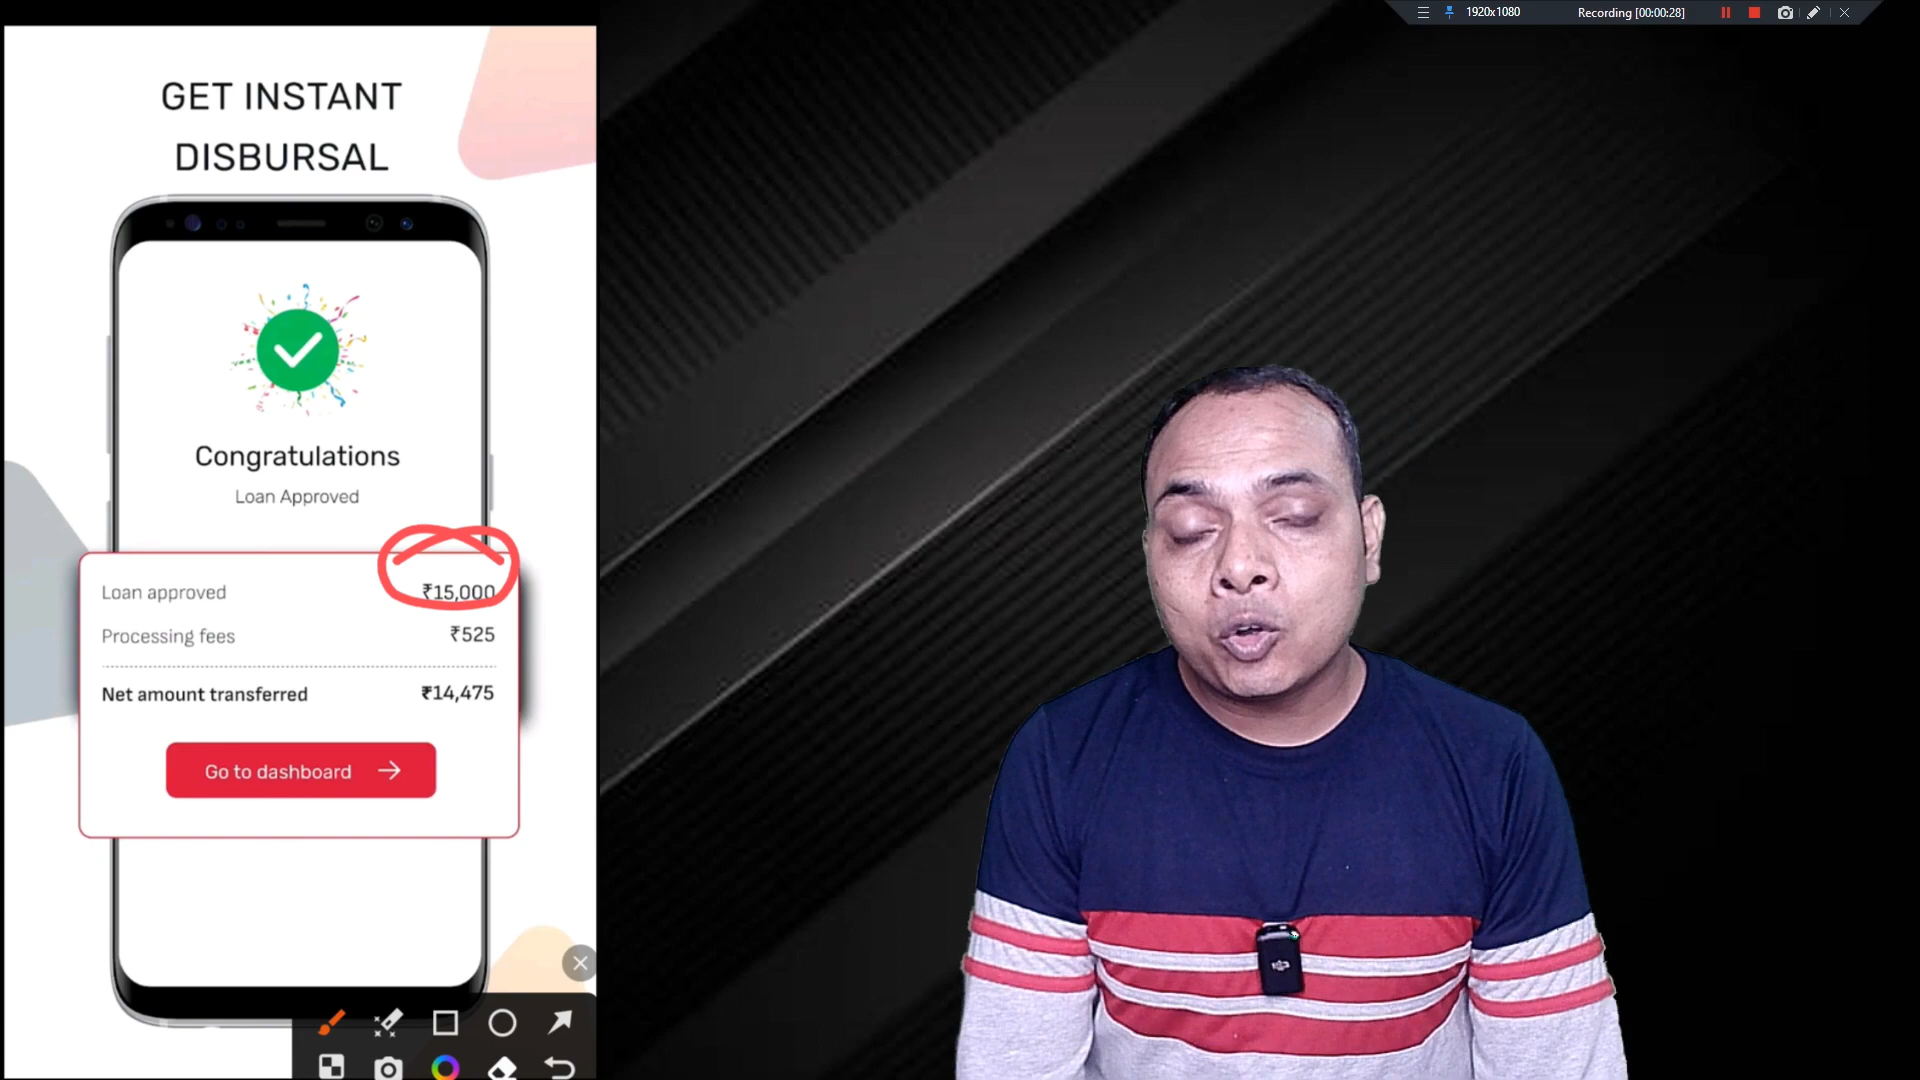 GET INSTANT
DISBURSAL
Congratulations
Loan Approved
Loan approved ₹15,000
Processing fees ₹525
Net amount transferred ₹14,475
Go to dashboard
1920x1080 Recording [00:00:28]